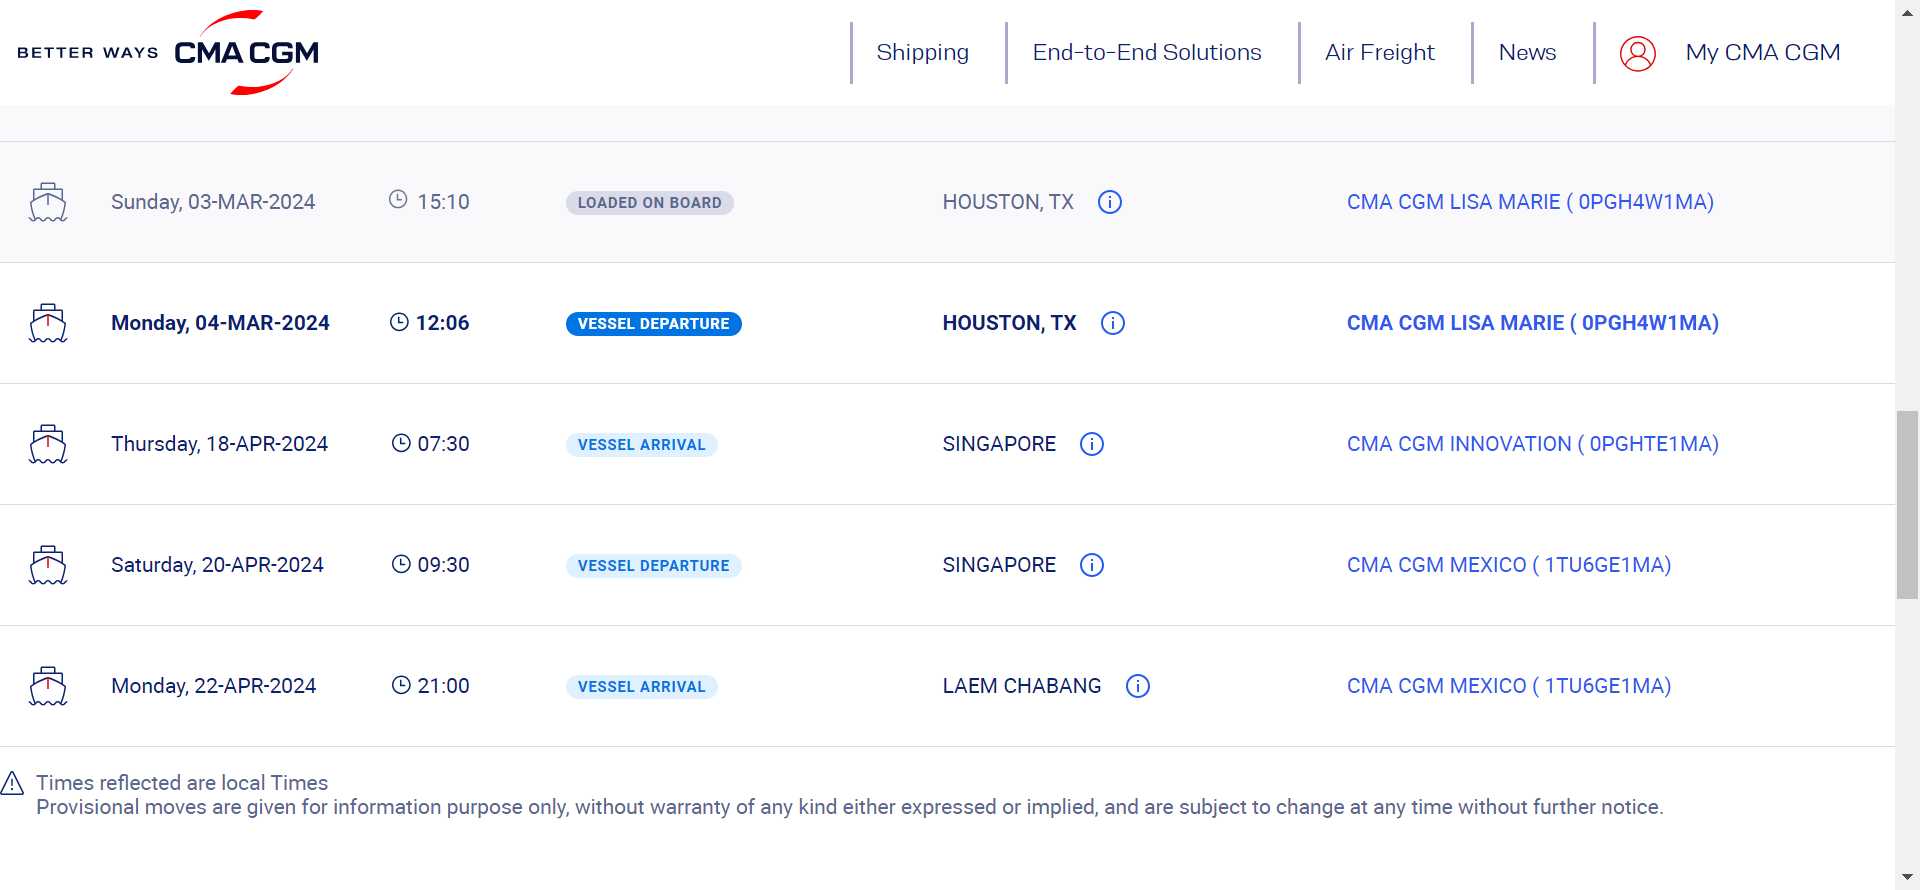 BETTER WAYS CMA CGM Shipping End-to-End Solutions Air Freight News My CMA CGM
Sunday, 03-MAR-2024 15:10 LOADED ON BOARD HOUSTON, TX CMA CGM LISA MARIE ( 0PGH4W1MA)
Monday, 04-MAR-2024 12:06 VESSEL DEPARTURE HOUSTON, TX CMA CGM LISA MARIE ( 0PGH4W1MA)
Thursday, 18-APR-2024 07:30 VESSEL ARRIVAL SINGAPORE CMA CGM INNOVATION ( 0PGHTE1MA)
Saturday, 20-APR-2024 09:30 VESSEL DEPARTURE SINGAPORE CMA CGM MEXICO ( 1TU6GE1MA)
Monday, 22-APR-2024 21:00 VESSEL ARRIVAL LAEM CHABANG CMA CGM MEXICO ( 1TU6GE1MA)
Times reflected are local Times
Provisional moves are given for information purpose only, without warranty of any kind either expressed or implied, and are subject to change at any time without further notice.